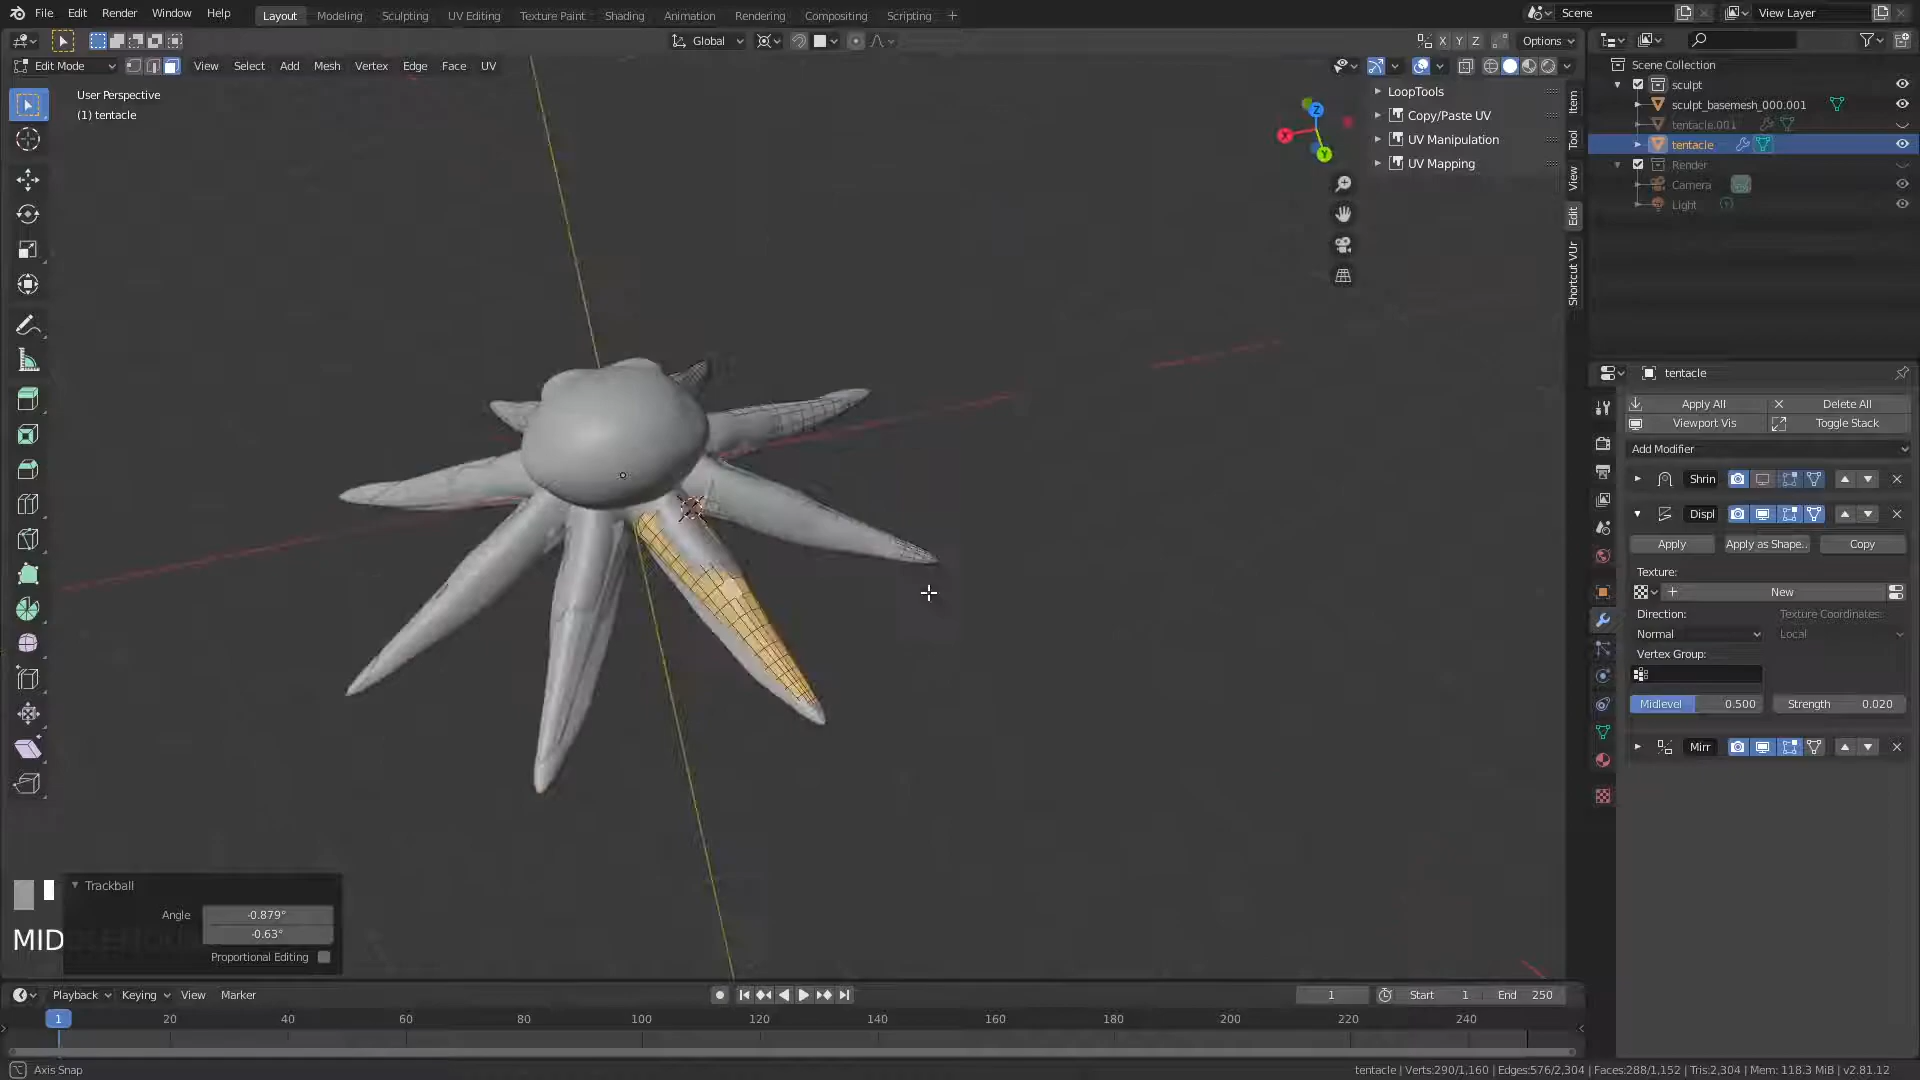 File Edit Render Window Help
Layout Modeling Sculpting UV Editing Texture Paint Shading Animation Rendering Compositing Scripting
Scene
View Layer
Global
X Y Z
Options
Edit Mode
View Select Add Mesh Vertex Edge Face UV
User Perspective
(1) tentacle
LoopTools
Copy/Paste UV
UV Manipulation
UV Mapping
Item
Tool
View
Edit
Shortcut VUr
X
Y
Z
Scene Collection
sculpt
sculpt_basemesh_000.001
tentacle.001
tentacle
Render
Camera
Light
tentacle
Apply All
Delete All
Viewport Vis
Toggle Stack
Add Modifier
Shrin
Displ
Apply
Apply as Shape..
Copy
Texture:
New
Direction:
Texture Coordinates:
Normal
Local
Vertex Group:
Midlevel 0.500
Strength 0.020
Mirr
Trackball
Angle -0.879°
-0.63°
Proportional Editing
MID
Playback Keying View Marker
1
Start 1
End 250
1 20 40 60 80 100 120 140 160 180 200 220 240
Axis Snap
tentacle | Verts:290/1,160 | Edges:576/2,304 | Faces:288/1,152 | Tris:2,304 | Mem: 118.3 MiB | v2.81.12